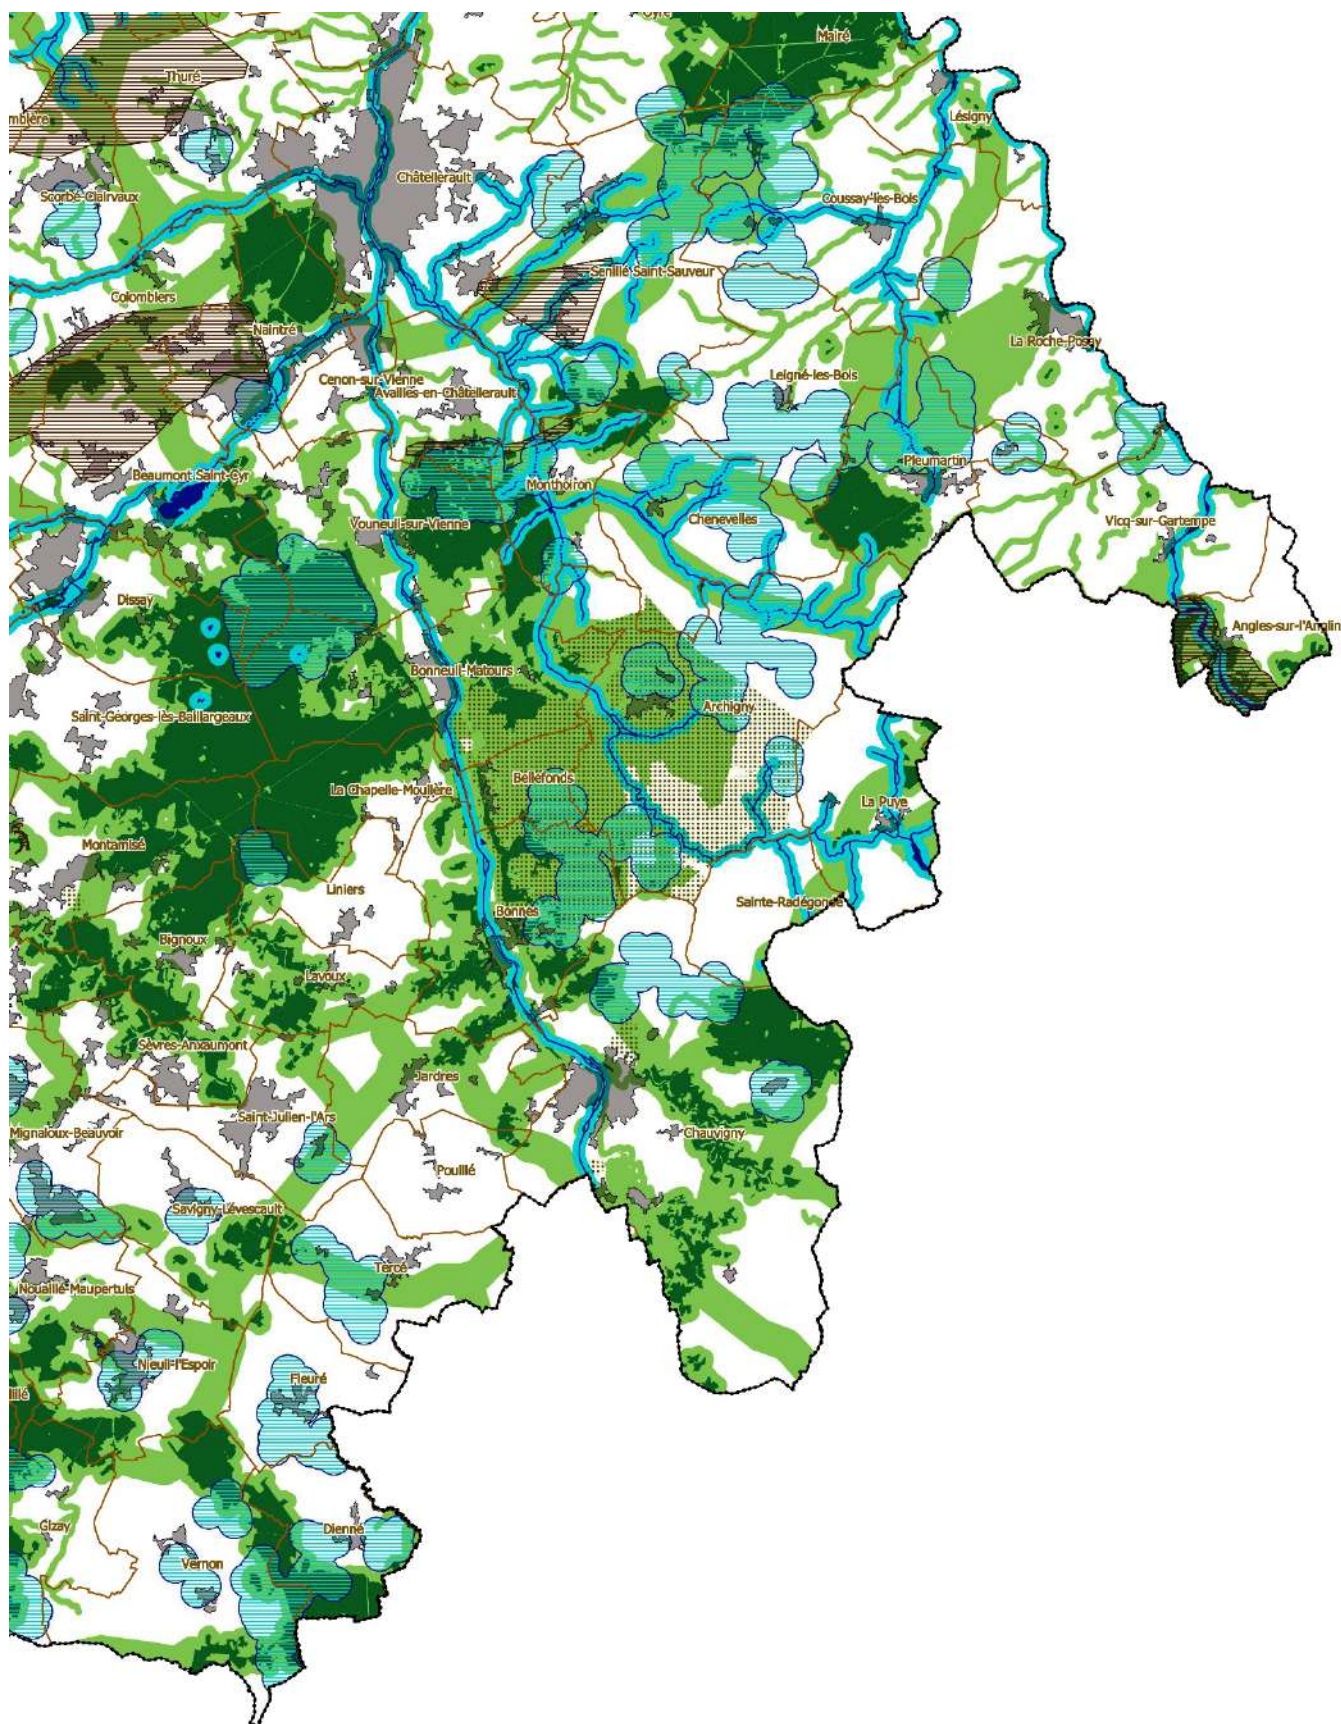 Oyré
Mairé
Thuré
Lésigny
mblère
Châtellerault
Scorbé-Clairvaux
Coussay-les-Bois
Senillé Saint-Sauveur
Colombiers
Naintré
La Roche-Posay
Cenon-sur-Vienne
Leigné-les-Bois
Availles-en-Châtellerault
Pleumartin
Beaumont Saint-Cyr
Monthoiron
Chenevelles
Vicq-sur-Gartempe
Vouneuil-sur-Vienne
Dissay
Angles-sur-l'Anglin
Bonneuil-Matours
Archigny
Saint-Georges-lès-Baillargeaux
Bellefonds
La Chapelle-Moulière
La Puye
Montamisé
Liniers
Sainte-Radégonde
Bonnes
Bignoux
Lavoux
Sèvres-Anxaumont
Jardres
Saint-Julien-l'Ars
Mignaloux-Beauvoir
Chauvigny
Pouillé
Savigny-Lévescault
Tercé
Nouaillé-Maupertuis
Nieuil-l'Espoir
Fleuré
illé
Gizay
Dienné
Vernon